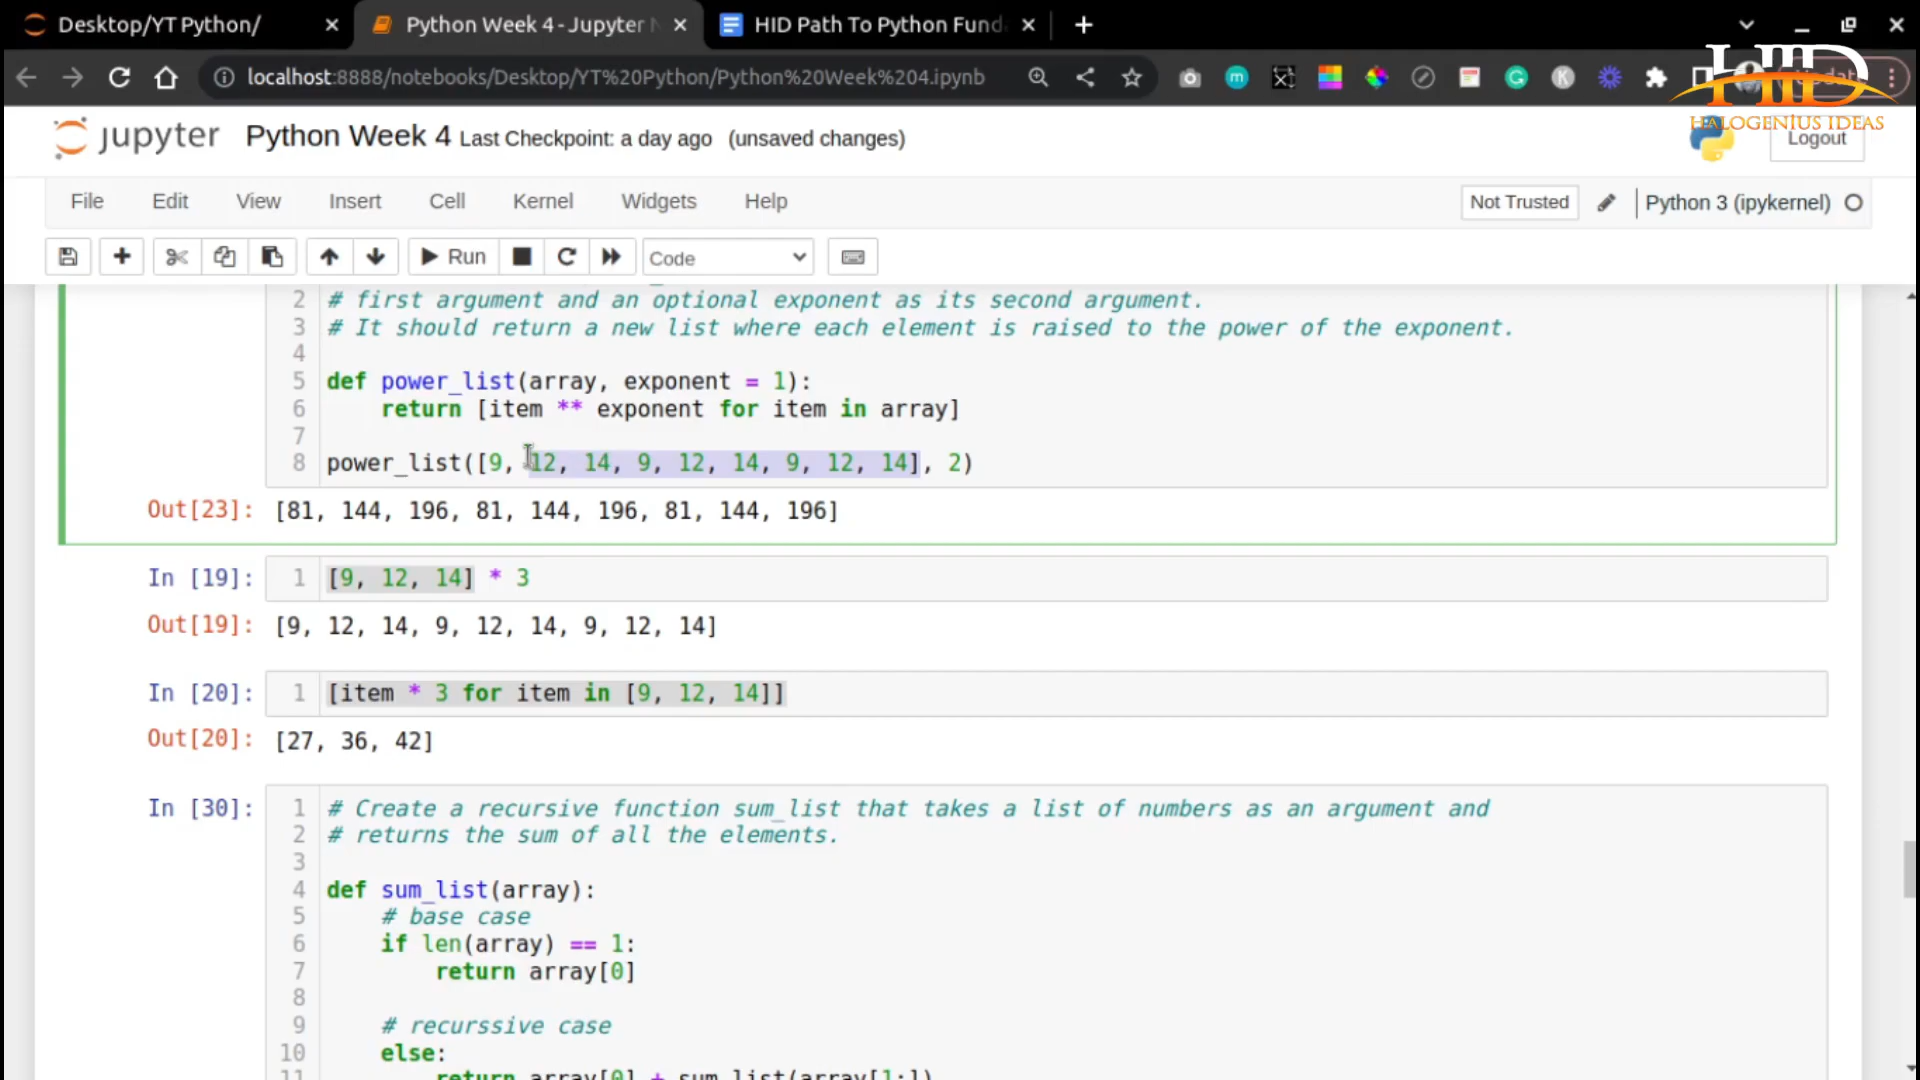 Desktop/YT Python/
Python Week 4 - Jupyter
HID Path To Python Fund
localhost:8888/notebooks/Desktop/YT%20Python/Python%20Week%204.ipynb
HID
HALOGENIUS IDEAS
jupyter Python Week 4 Last Checkpoint: a day ago (unsaved changes)
Logout
File Edit View Insert Cell Kernel Widgets Help
Not Trusted Python 3 (ipykernel)
Run Code
2 # first argument and an optional exponent as its second argument.
3 # It should return a new list where each element is raised to the power of the exponent.
4
5 def power_list(array, exponent = 1):
6 return [item ** exponent for item in array]
7
8 power_list([9, 12, 14, 9, 12, 14, 9, 12, 14], 2)
Out[23]: [81, 144, 196, 81, 144, 196, 81, 144, 196]
In [19]: 1 [9, 12, 14] * 3
Out[19]: [9, 12, 14, 9, 12, 14, 9, 12, 14]
In [20]: 1 [item * 3 for item in [9, 12, 14]]
Out[20]: [27, 36, 42]
In [30]: 1 # Create a recursive function sum_list that takes a list of numbers as an argument and
2 # returns the sum of all the elements.
3
4 def sum_list(array):
5 # base case
6 if len(array) == 1:
7 return array[0]
8
9 # recurssive case
10 else:
11 return array[0] + sum_list(array[1:])